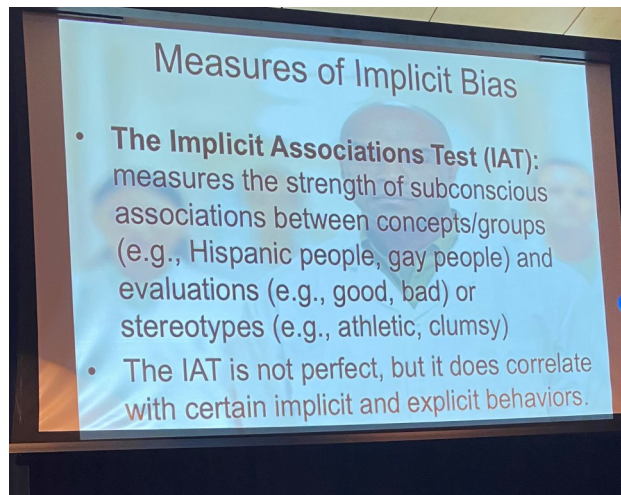 Measures of Implicit Bias
• The Implicit Associations Test (IAT):
measures the strength of subconscious
associations between concepts/groups
(e.g., Hispanic people, gay people) and
evaluations (e.g., good, bad) or
stereotypes (e.g., athletic, clumsy)
• The IAT is not perfect, but it does correlate
with certain implicit and explicit behaviors.